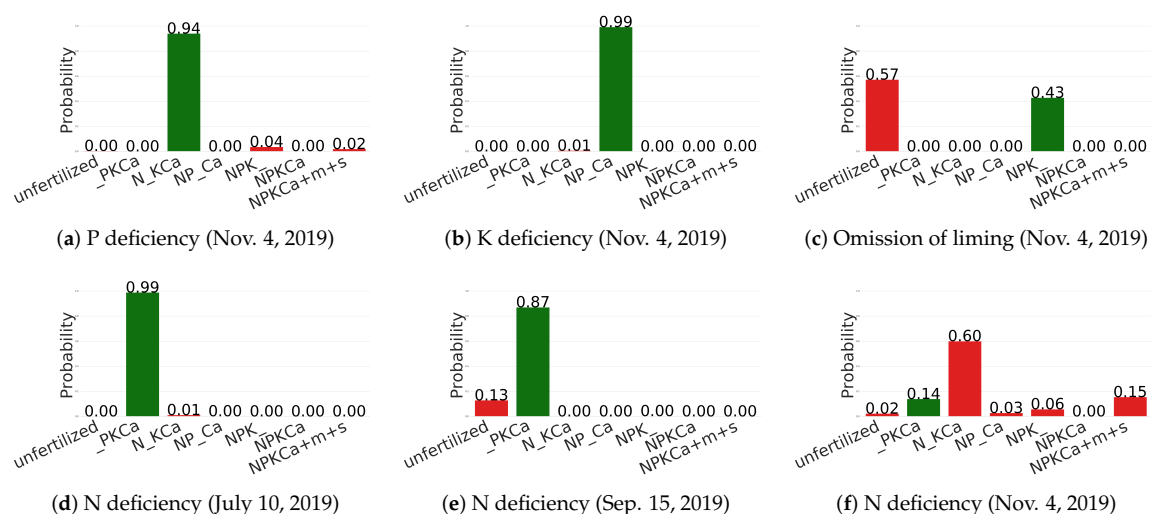 Probability
0.00 0.00 0.94 0.00 0.04 0.00 0.02
unfertilized _PKCa N_KCa NP_Ca NPK_ NPKCa NPKCa+m+s
(a) P deficiency (Nov. 4, 2019)
Probability
0.00 0.00 0.01 0.99 0.00 0.00 0.00
unfertilized _PKCa N_KCa NP_Ca NPK_ NPKCa NPKCa+m+s
(b) K deficiency (Nov. 4, 2019)
Probability
0.57 0.00 0.00 0.00 0.43 0.00 0.00
unfertilized _PKCa N_KCa NP_Ca NPK_ NPKCa NPKCa+m+s
(c) Omission of liming (Nov. 4, 2019)
Probability
0.00 0.99 0.01 0.00 0.00 0.00 0.00
unfertilized _PKCa N_KCa NP_Ca NPK_ NPKCa NPKCa+m+s
(d) N deficiency (July 10, 2019)
Probability
0.13 0.87 0.00 0.00 0.00 0.00 0.00
unfertilized _PKCa N_KCa NP_Ca NPK_ NPKCa NPKCa+m+s
(e) N deficiency (Sep. 15, 2019)
Probability
0.02 0.14 0.60 0.03 0.06 0.00 0.15
unfertilized _PKCa N_KCa NP_Ca NPK_ NPKCa NPKCa+m+s
(f) N deficiency (Nov. 4, 2019)